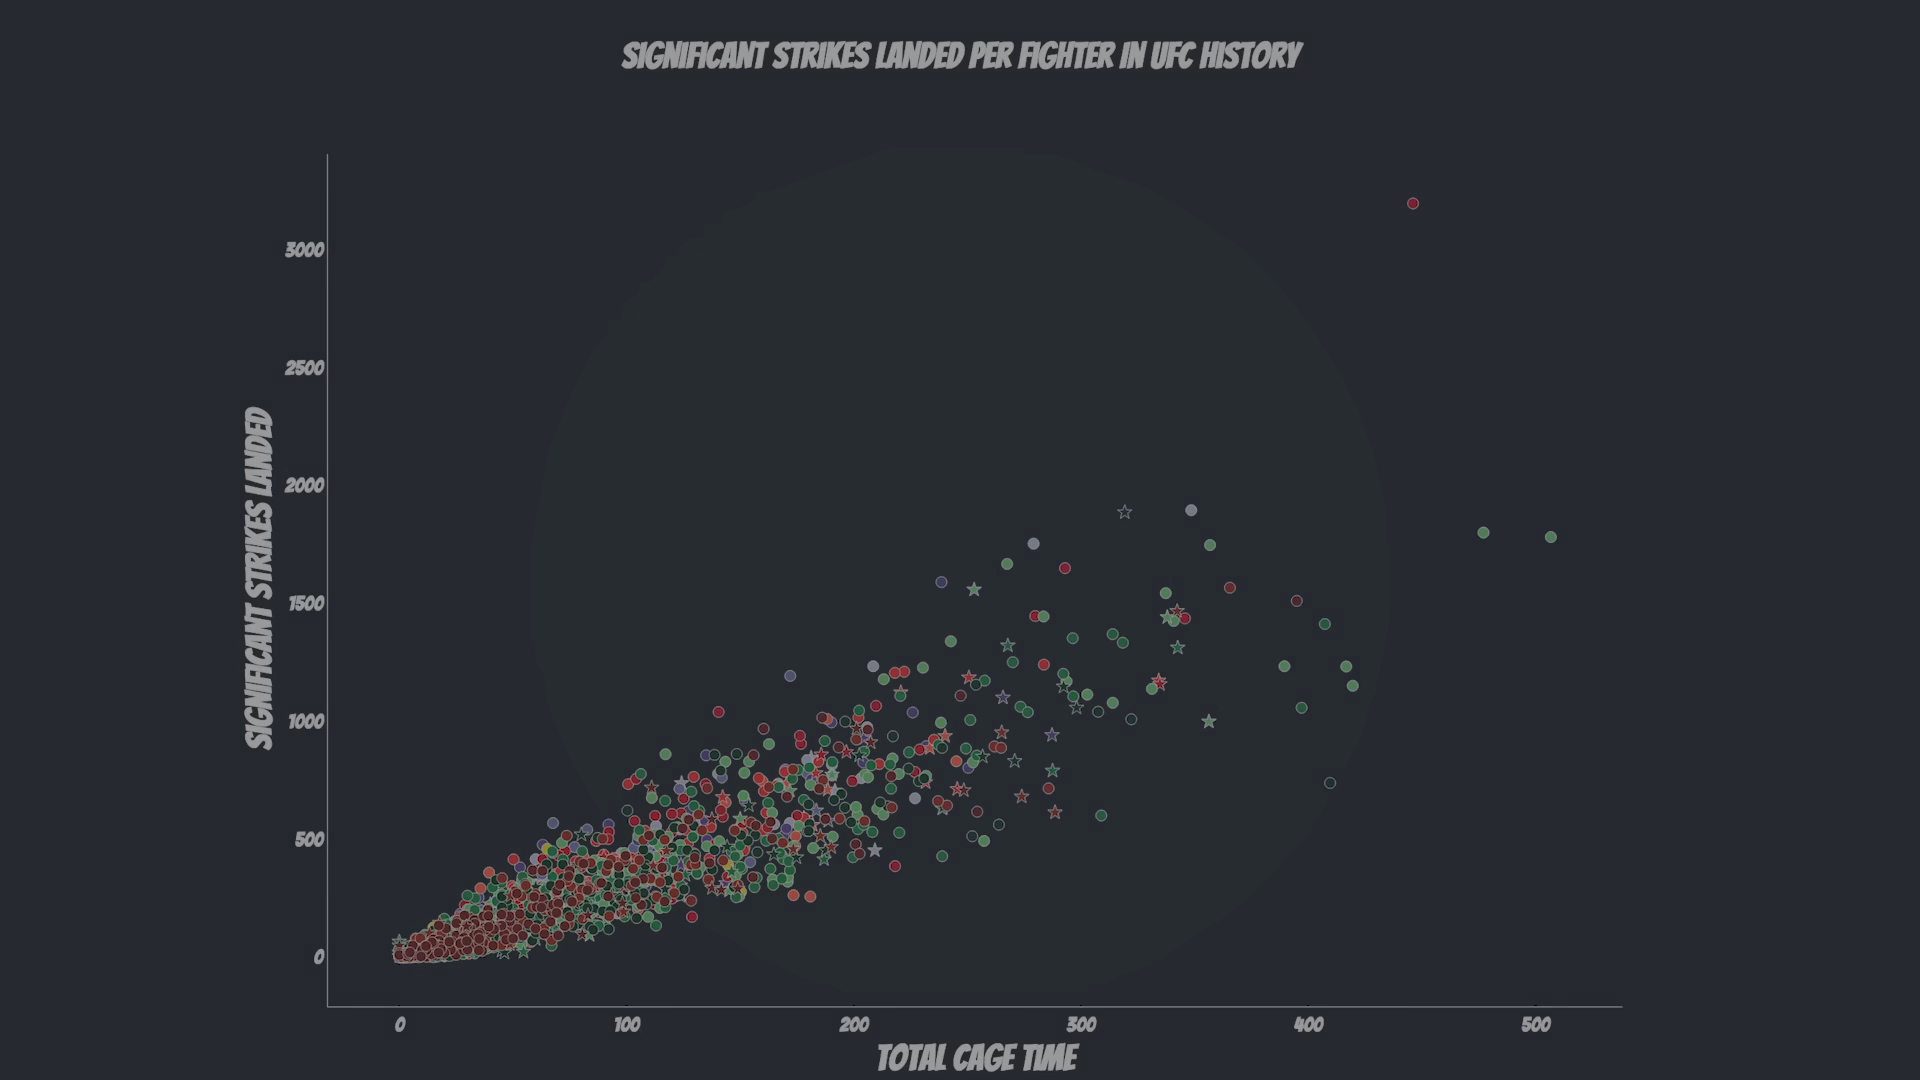 SIGNIFICANT STRIKES LANDED PER FIGHTER IN UFC HISTORY
SIGNIFICANT STRIKES LANDED
3000
2500
2000
1500
1000
500
0
0 100 200 300 400 500
TOTAL CAGE TIME